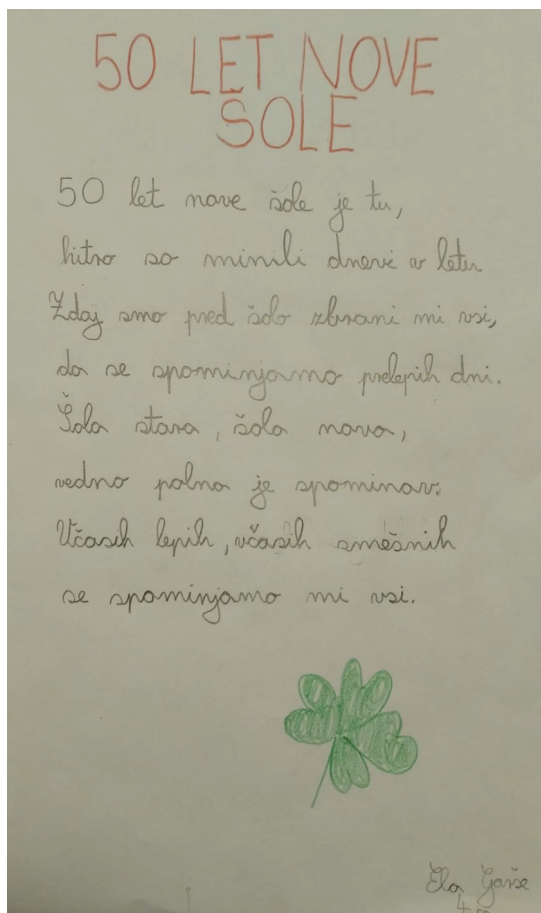 50 LET NOVE
ŠOLE
50 let nove šole je tu,
hitro so minili dnevi v letu
Zdaj smo pred šolo zbrani mi vsi,
da se spominjamo prelepih dni.
Šola stara, šola nova,
vedno polna je spominov.
Včasih lepih, včasih smešnih
se spominjamo mi vsi.
Ela